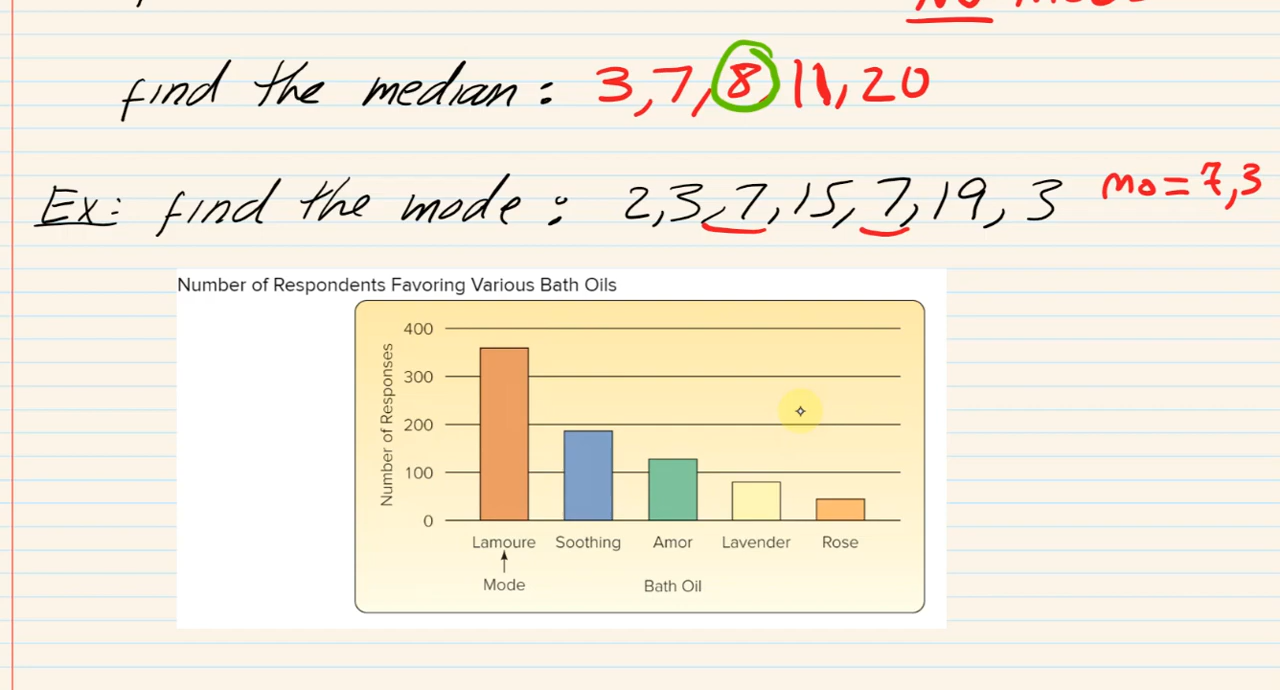 No mode
find the median: 3,7,8,11,20
Ex: find the mode: 2,3,7,15,7,19,3 mo=7,3
Number of Respondents Favoring Various Bath Oils
Number of Responses
400
300
200
100
0
Lamoure Soothing Amor Lavender Rose
Mode
Bath Oil